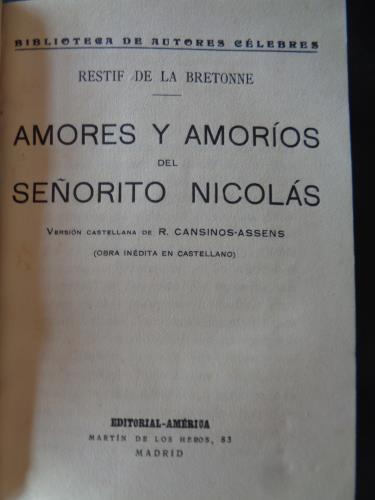 BIBLIOTECA DE AUTORES CÉLEBRES
RESTIF DE LA BRETONNE
AMORES Y AMORÍOS
DEL
SEÑORITO NICOLÁS
VERSIÓN CASTELLANA DE R. CANSINOS-ASSENS
(OBRA INÉDITA EN CASTELLANO)
EDITORIAL-AMÉRICA
MARTÍN DE LOS HEROS, 83
MADRID